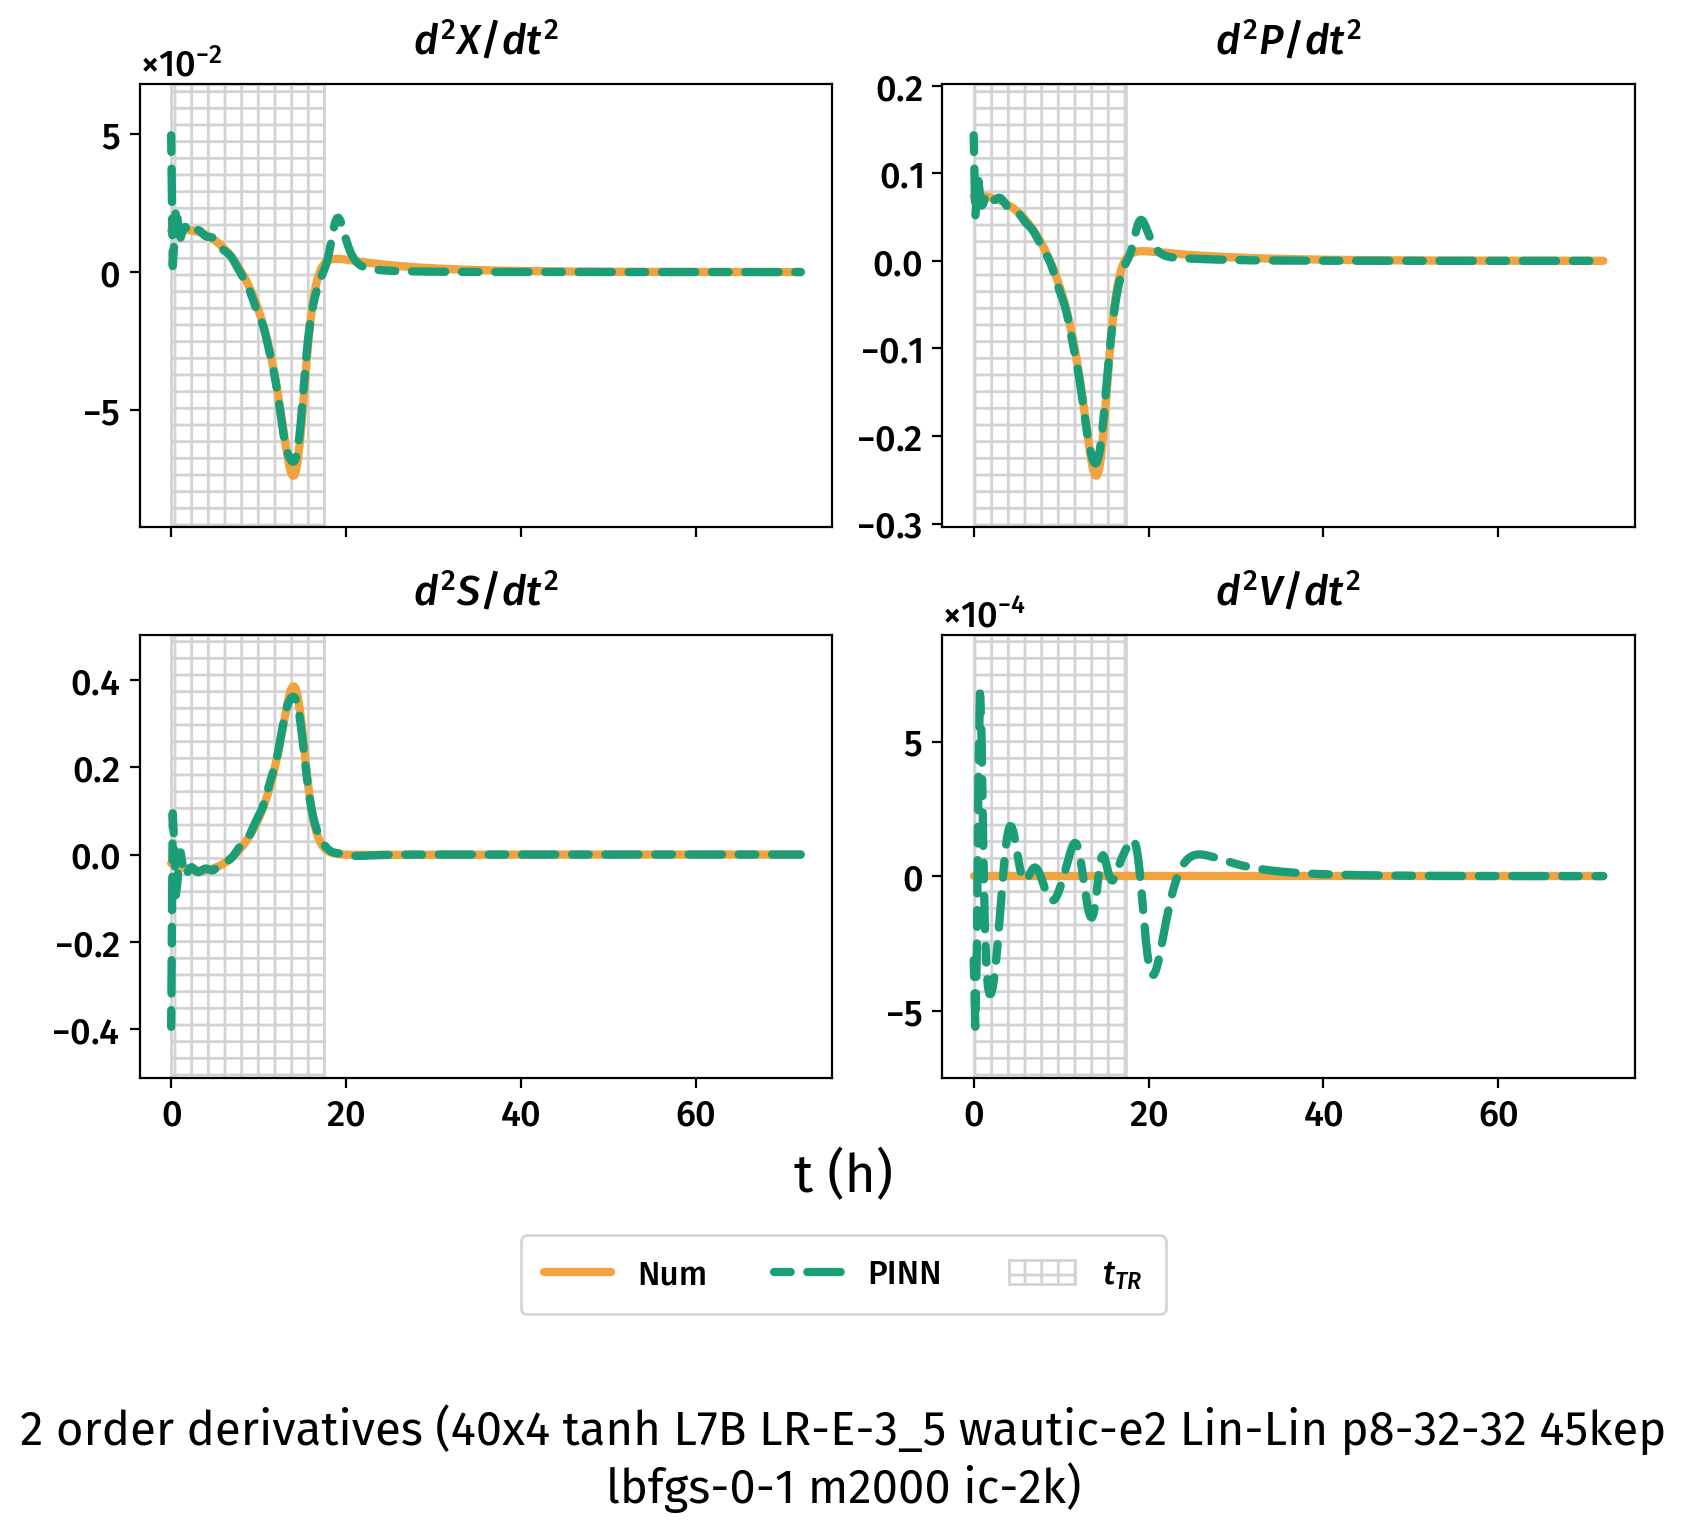 d²X/dt²
×10⁻²
5
0
−5
d²P/dt²
0.2
0.1
0.0
−0.1
−0.2
−0.3
d²S/dt²
0.4
0.2
0.0
−0.2
−0.4
0 20 40 60
d²V/dt²
×10⁻⁴
5
0
−5
0 20 40 60
t (h)
Num PINN t_TR
2 order derivatives (40x4 tanh L7B LR-E-3_5 wautic-e2 Lin-Lin p8-32-32 45kep
lbfgs-0-1 m2000 ic-2k)